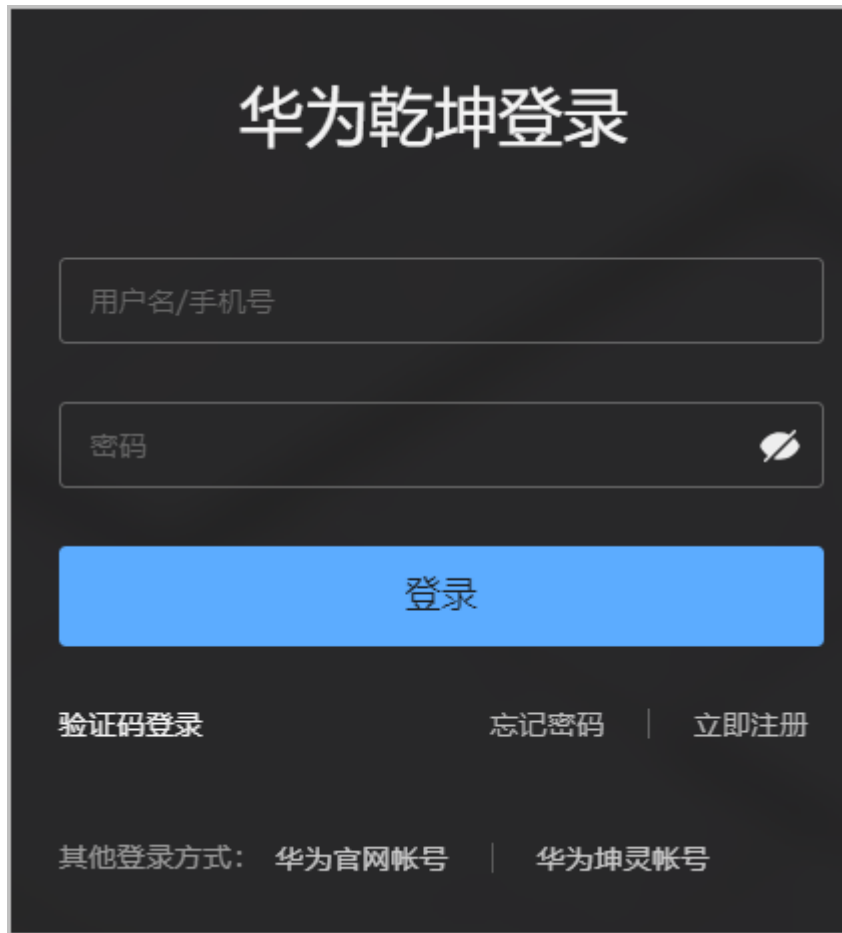 华为乾坤登录
用户名/手机号
密码
登录
验证码登录 忘记密码 | 立即注册
其他登录方式： 华为官网帐号 | 华为坤灵帐号